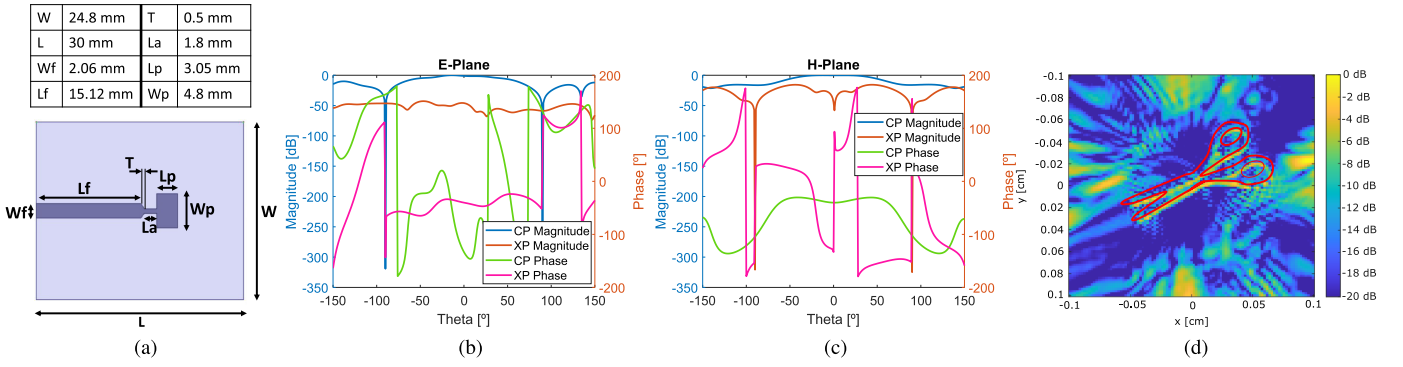 W 24.8 mm T 0.5 mm
L 30 mm La 1.8 mm
Wf 2.06 mm Lp 3.05 mm
Lf 15.12 mm Wp 4.8 mm
T
Lp
Lf
Wf
Wp
W
La
L
(a)
E-Plane
0
-50
-100
-150
-200
-250
-300
-350
Magnitude [dB]
200
100
0
-100
-200
Phase [º]
CP Magnitude
XP Magnitude
CP Phase
XP Phase
-150 -100 -50 0 50 100 150
Theta [º]
(b)
H-Plane
0
-50
-100
-150
-200
-250
-300
-350
Magnitude [dB]
200
100
0
-100
-200
Phase [º]
CP Magnitude
XP Magnitude
CP Phase
XP Phase
-150 -100 -50 0 50 100 150
Theta [º]
(c)
-0.1
-0.08
-0.06
-0.04
-0.02
0
0.02
0.04
0.06
0.08
0.1
y [cm]
-0.1 -0.05 0 0.05 0.1
x [cm]
0 dB
-2 dB
-4 dB
-6 dB
-8 dB
-10 dB
-12 dB
-14 dB
-16 dB
-18 dB
-20 dB
(d)